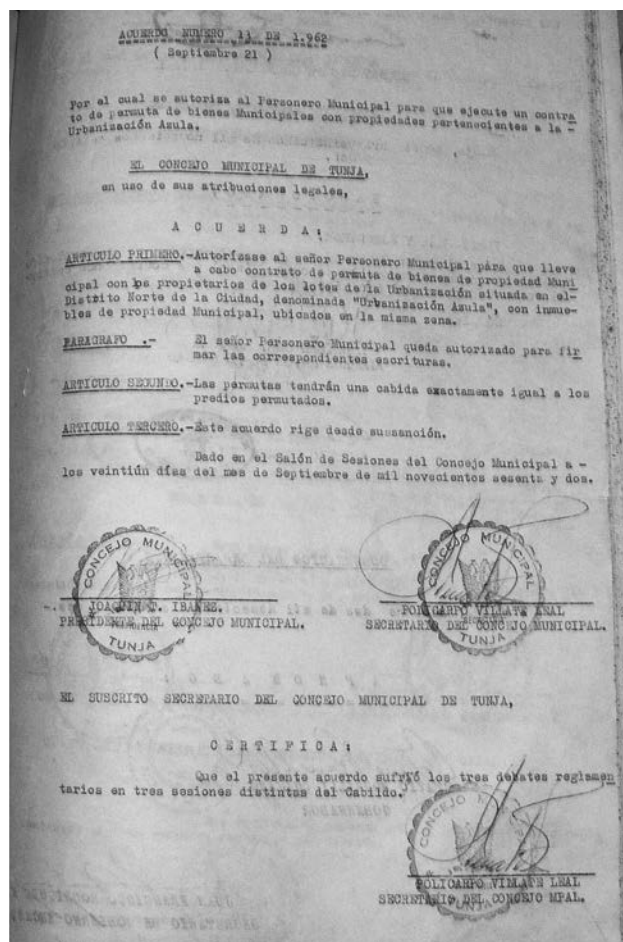 ACUERDO NUMERO 13 DE 1.962
( Septiembre 21 )
Por el cual se autoriza al Personero Municipal para que ejecute un contra
to de permuta de bienes Municipales con propiedades pertenecientes a la -
Urbanización Azula.
EL CONCEJO MUNICIPAL DE TUNJA,
en uso de sus atribuciones legales,
A C U E R D A :
ARTICULO PRIMERO.-Autorízase al señor Personero Municipal para que lleve
a cabo contrato de permuta de bienes de propiedad Muni
cipal con los propietarios de los lotes de la Urbanización situada en el-
Distrito Norte de la Ciudad, denominada "Urbanización Azula", con inmue-
bles de propiedad Municipal, ubicados en la misma zona.
PARAGRAFO .- El señor Personero Municipal queda autorizado para fir
mar las correspondientes escrituras.
ARTICULO SEGUNDO.-Las permutas tendrán una cabida exactamente igual a los
predios permutados.
ARTICULO TERCERO.-Este acuerdo rige desde su sanción.
Dado en el Salón de Sesiones del Concejo Municipal a -
los veintiún días del mes de Septiembre de mil novecientos sesenta y dos.
CONCEJO MUNICIPAL
TUNJA
CONCEJO MUNICIPAL
TUNJA
JOAQUIN T. IBAÑEZ. POLICARPO VILLATE LEAL
PRESIDENTE DEL CONCEJO MUNICIPAL. SECRETARIO DEL CONCEJO MUNICIPAL.
EL SUSCRITO SECRETARIO DEL CONCEJO MUNICIPAL DE TUNJA,
C E R T I F I C A :
Que el presente acuerdo sufrió los tres debates reglamen
tarios en tres sesiones distintas del Cabildo.
CONCEJO
TUNJA
POLICARPO VILLATE LEAL
SECRETARIO DEL CONCEJO MPAL.